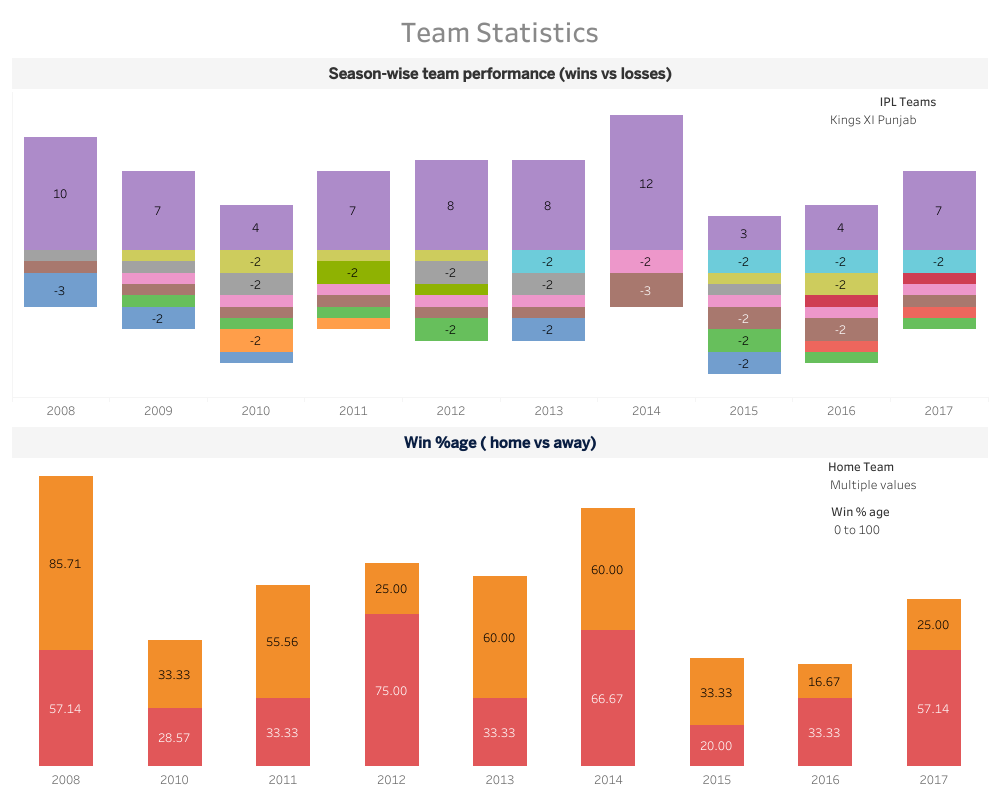 Team Statistics
Season-wise team performance (wins vs losses)
IPL Teams
Kings XI Punjab
12
10
8 8
7 7 7
4 3 4
-2 -2 -2 -2 -2 -2
-2 -2 -2 -2 -2
-3 -3
-2 -2 -2
-2 -2 -2
-2
-2
2008 2009 2010 2011 2012 2013 2014 2015 2016 2017
Win %age ( home vs away)
Home Team
Multiple values
Win % age
0 to 100
85.71 33.33 55.56 25.00 60.00 60.00 33.33 16.67 25.00
57.14 28.57 33.33 75.00 33.33 66.67 20.00 33.33 57.14
2008 2010 2011 2012 2013 2014 2015 2016 2017